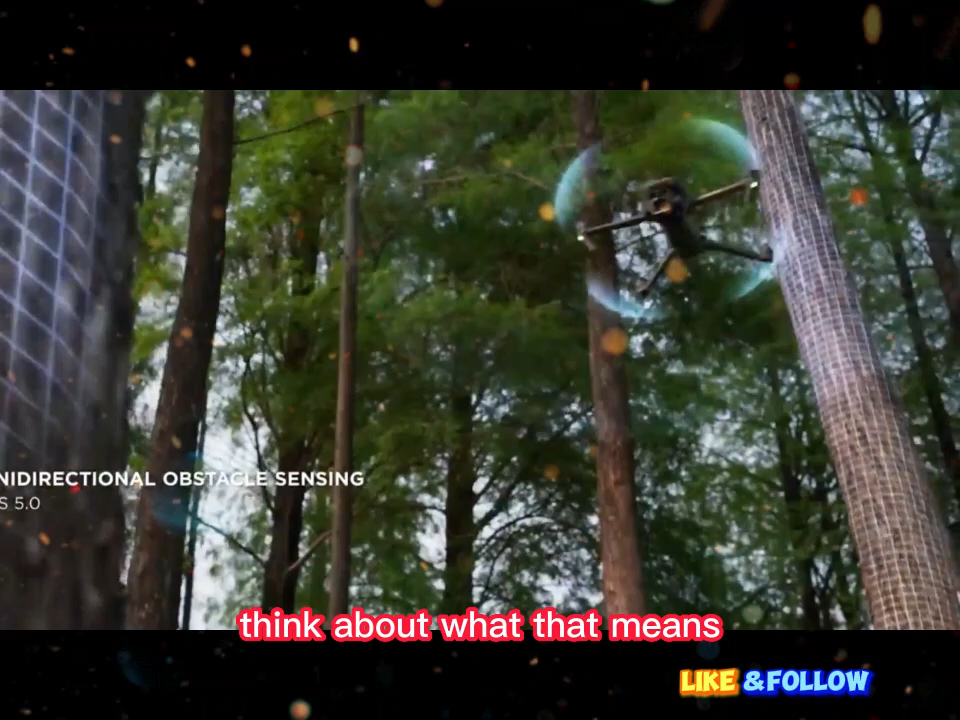 NIDIRECTIONAL OBSTACLE SENSING
S 5.0
think about what that means
LIKE &FOLLOW